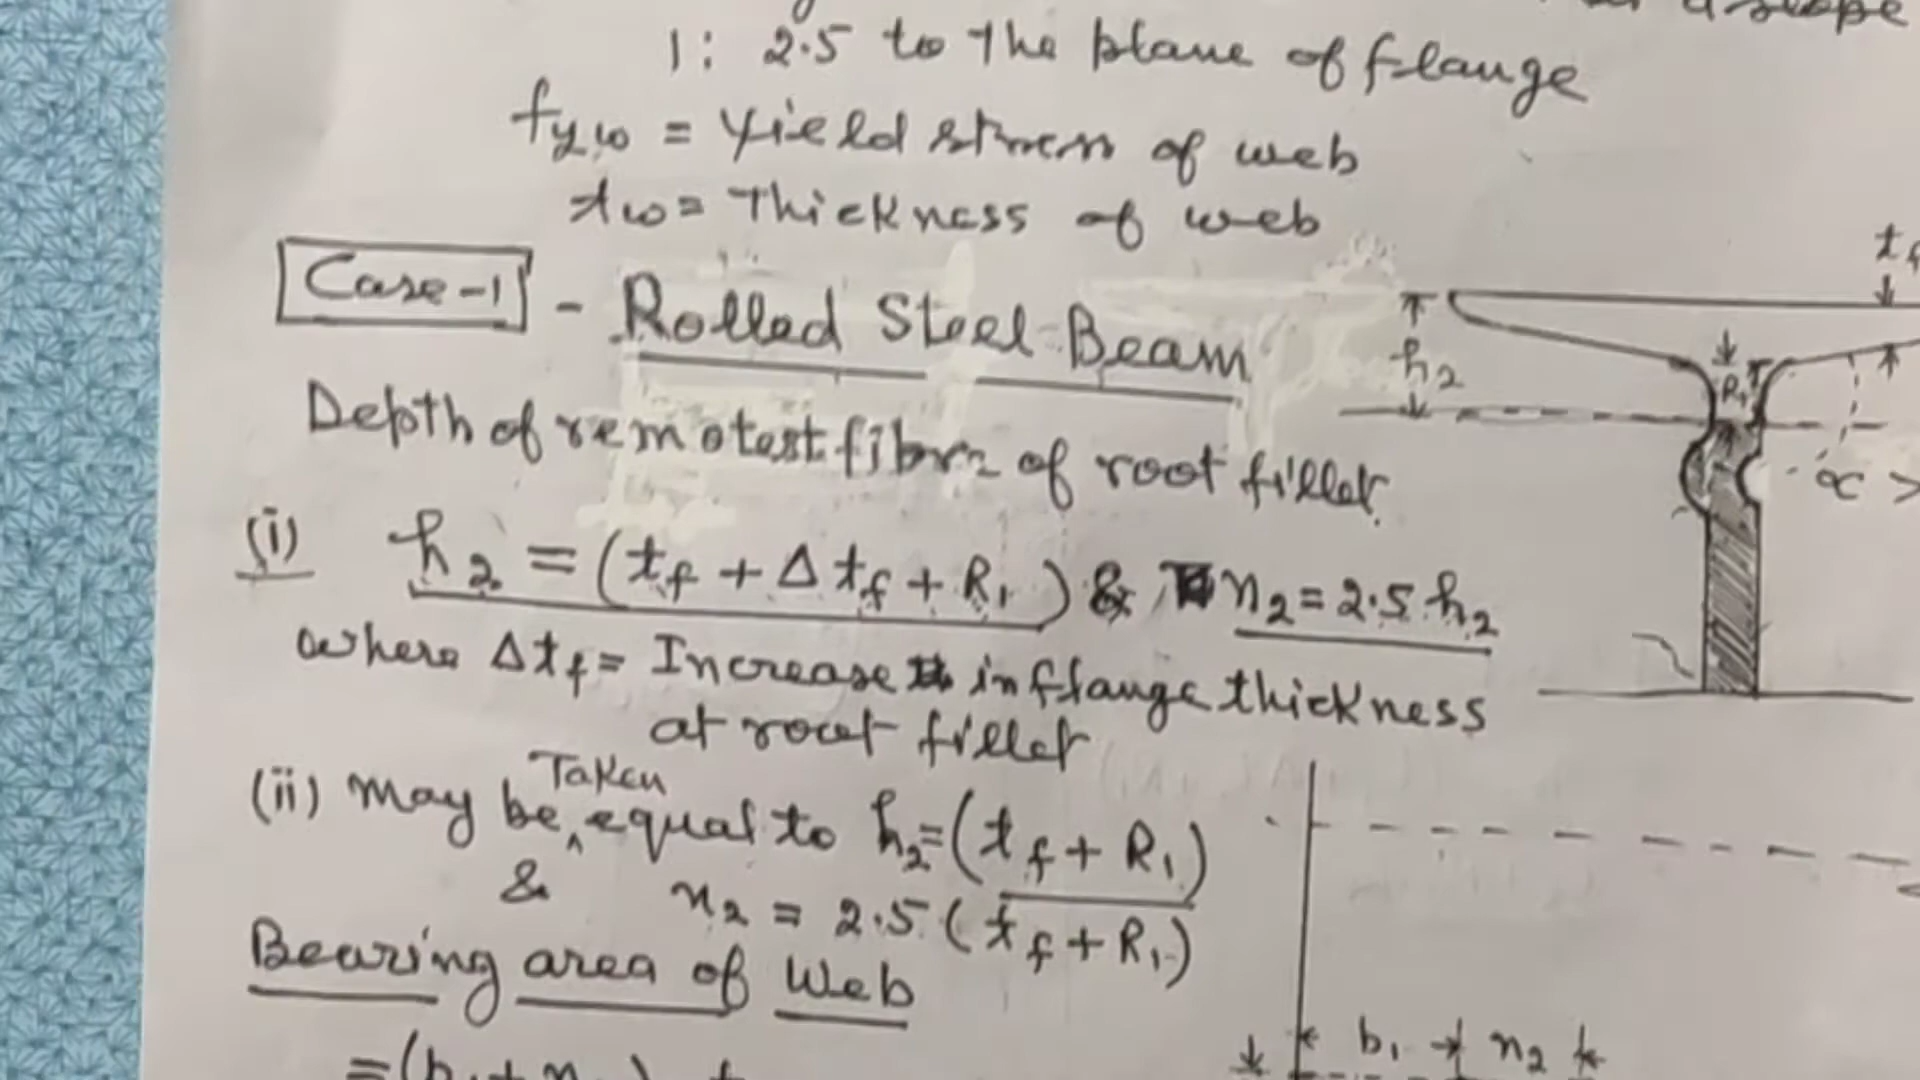 a slope
1: 2.5 to the plane of flange
fyw = Yield stress of web
tw = Thickness of web
Case-1 - Rolled Steel Beam
Depth of remotest fibre of root fillet
(i) h2 = (tf + Δtf + R1) & n2 = 2.5 h2
where Δtf = Increase in flange thickness
at root fillet
(ii) May be Taken equal to h2 = (tf + R1)
& n2 = 2.5 (tf + R1)
Bearing area of Web
= (b1 + n
tf
h2
R1
b1 n2